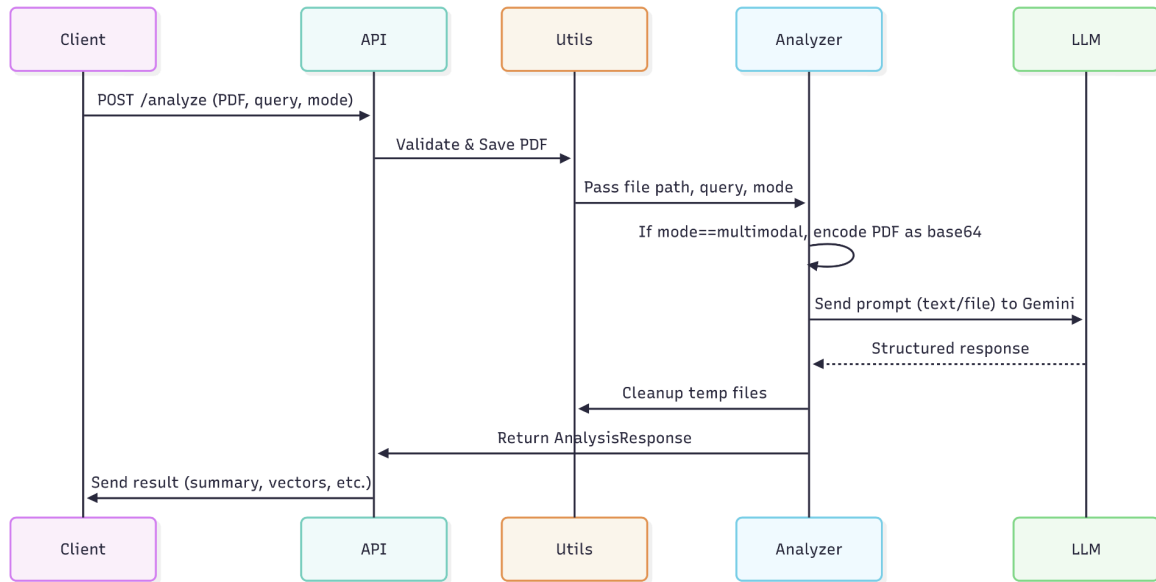 Client
API
Utils
Analyzer
LLM
POST /analyze (PDF, query, mode)
Validate & Save PDF
Pass file path, query, mode
If mode==multimodal, encode PDF as base64
Send prompt (text/file) to Gemini
Structured response
Cleanup temp files
Return AnalysisResponse
Send result (summary, vectors, etc.)
Client
API
Utils
Analyzer
LLM